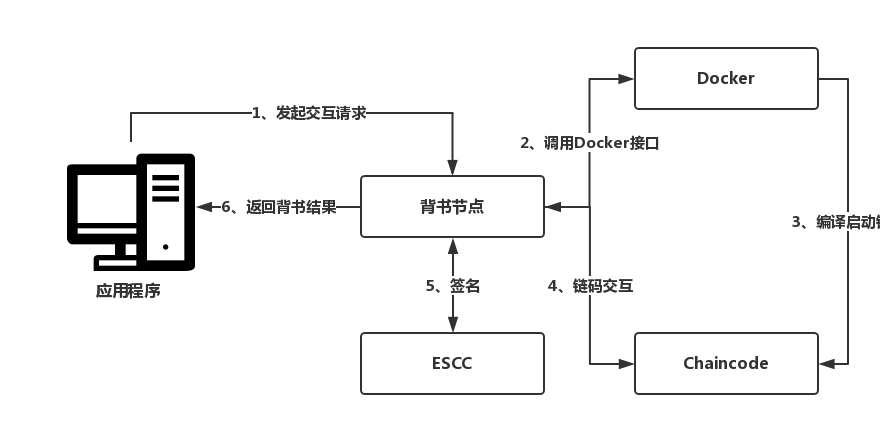 Docker
1、发起交互请求
2、调用Docker接口
6、返回背书结果
背书节点
3、编译启动
5、签名
4、链码交互
应用程序
ESCC
Chaincode